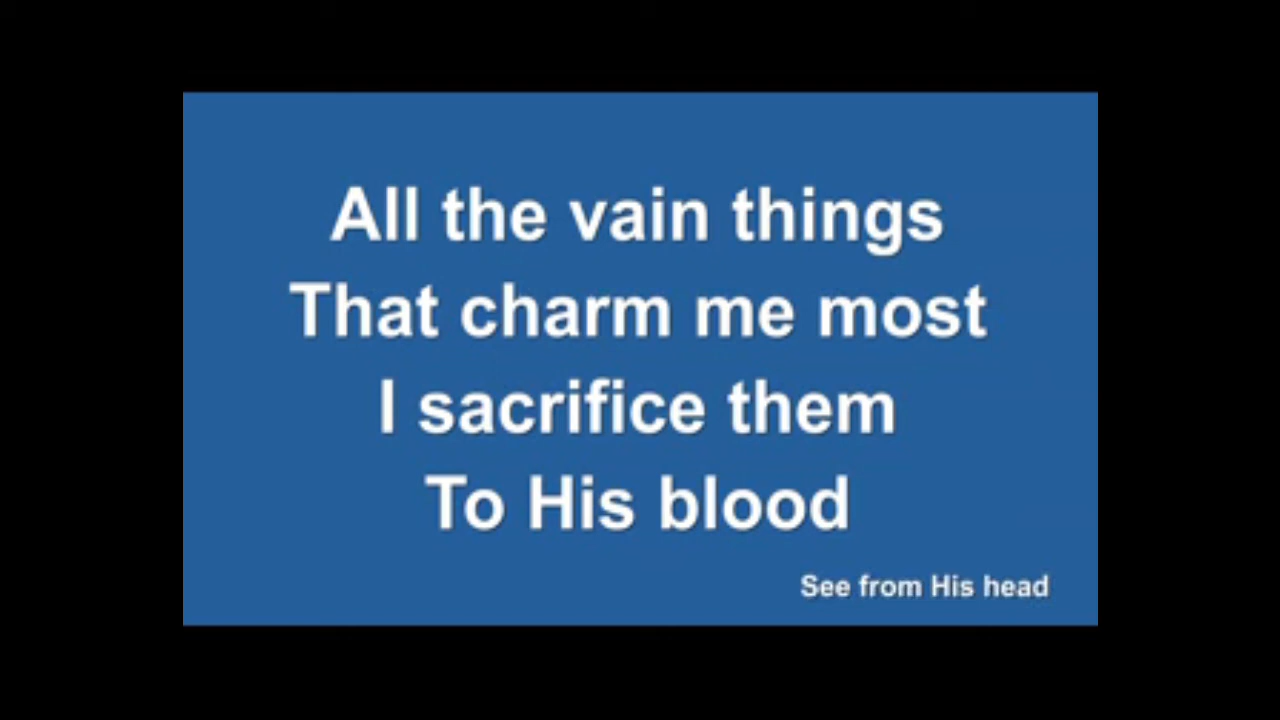 All the vain things
That charm me most
I sacrifice them
To His blood
See from His head